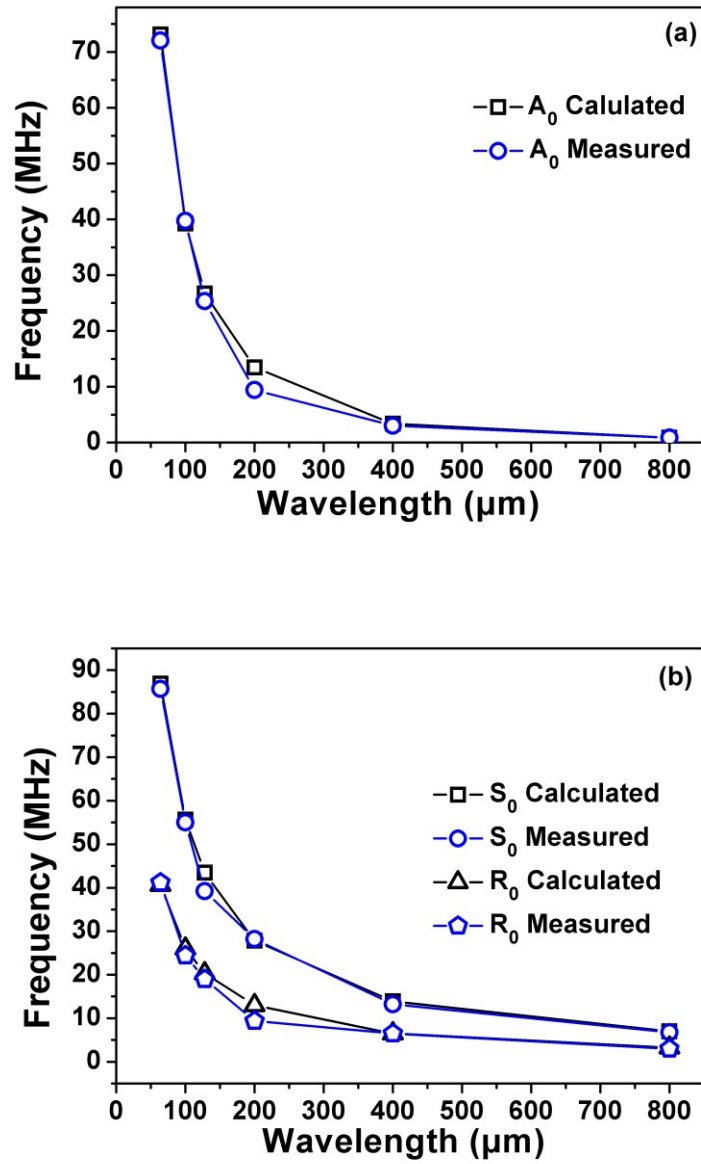 (a)
70
60
50
40
30
20
10
0
Frequency (MHz)
A₀ Calulated
A₀ Measured
0 100 200 300 400 500 600 700 800
Wavelength (µm)
(b)
90
80
70
60
50
40
30
20
10
0
Frequency (MHz)
S₀ Calculated
S₀ Measured
R₀ Calculated
R₀ Measured
0 100 200 300 400 500 600 700 800
Wavelength (µm)